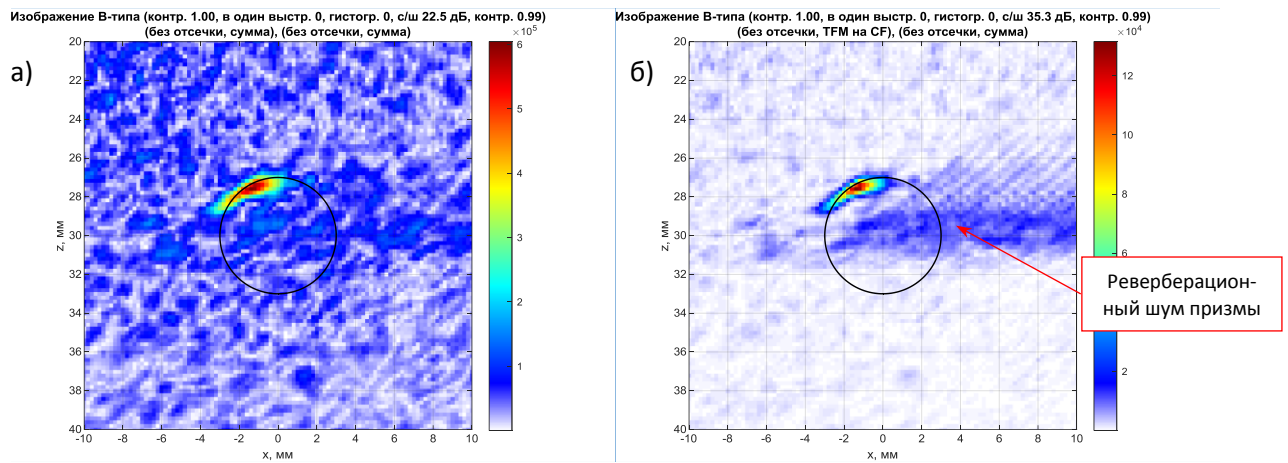 Изображение В-типа (контр. 1.00, в один выстр. 0, гистогр. 0, с/ш 22.5 дБ, контр. 0.99)
(без отсечки, сумма), (без отсечки, сумма)
а)
×10⁵
6
5
4
3
2
1
20
22
24
26
28
30
32
34
36
38
40
z, мм
-10 -8 -6 -4 -2 0 2 4 6 8 10
x, мм
Изображение В-типа (контр. 1.00, в один выстр. 0, гистогр. 0, с/ш 35.3 дБ, контр. 0.99)
(без отсечки, TFM на CF), (без отсечки, сумма)
б)
×10⁴
12
10
8
6
2
20
22
24
26
28
30
32
34
36
38
40
z, мм
-10 -8 -6 -4 -2 0 2 4 6 8 10
x, мм
Реверберацион-
ный шум призмы